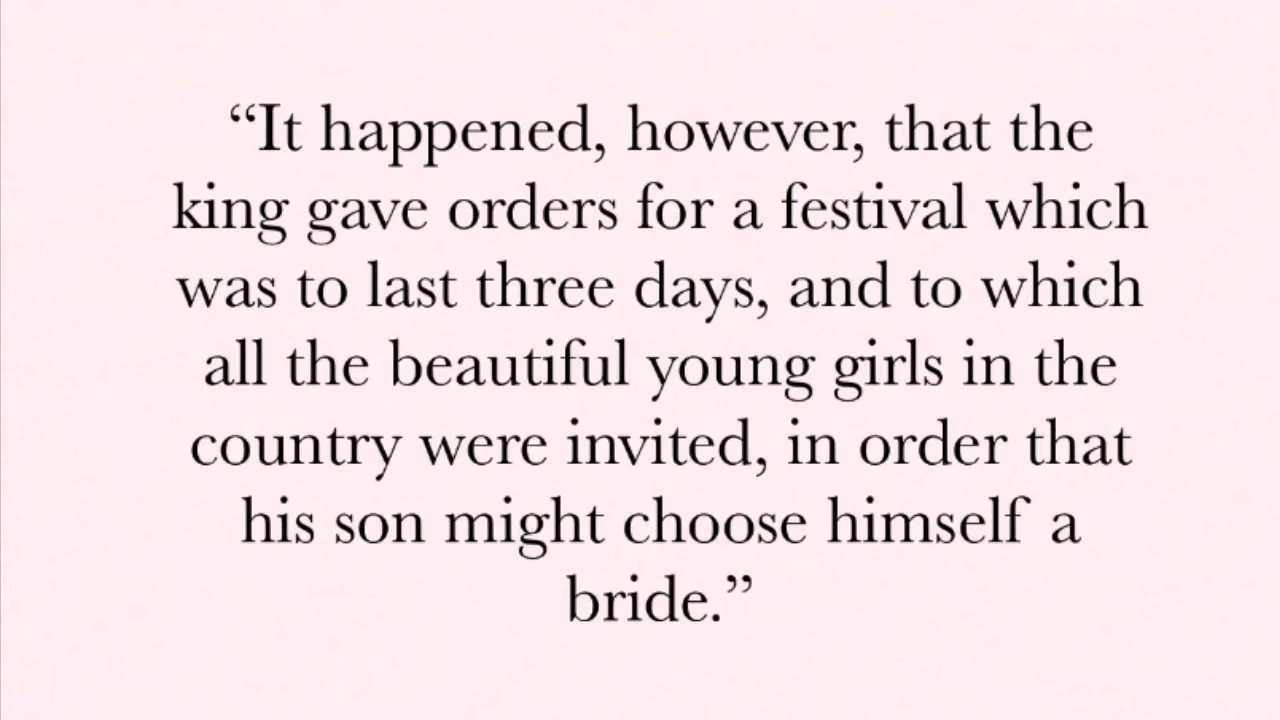 “It happened, however, that the
king gave orders for a festival which
was to last three days, and to which
all the beautiful young girls in the
country were invited, in order that
his son might choose himself a
bride.”